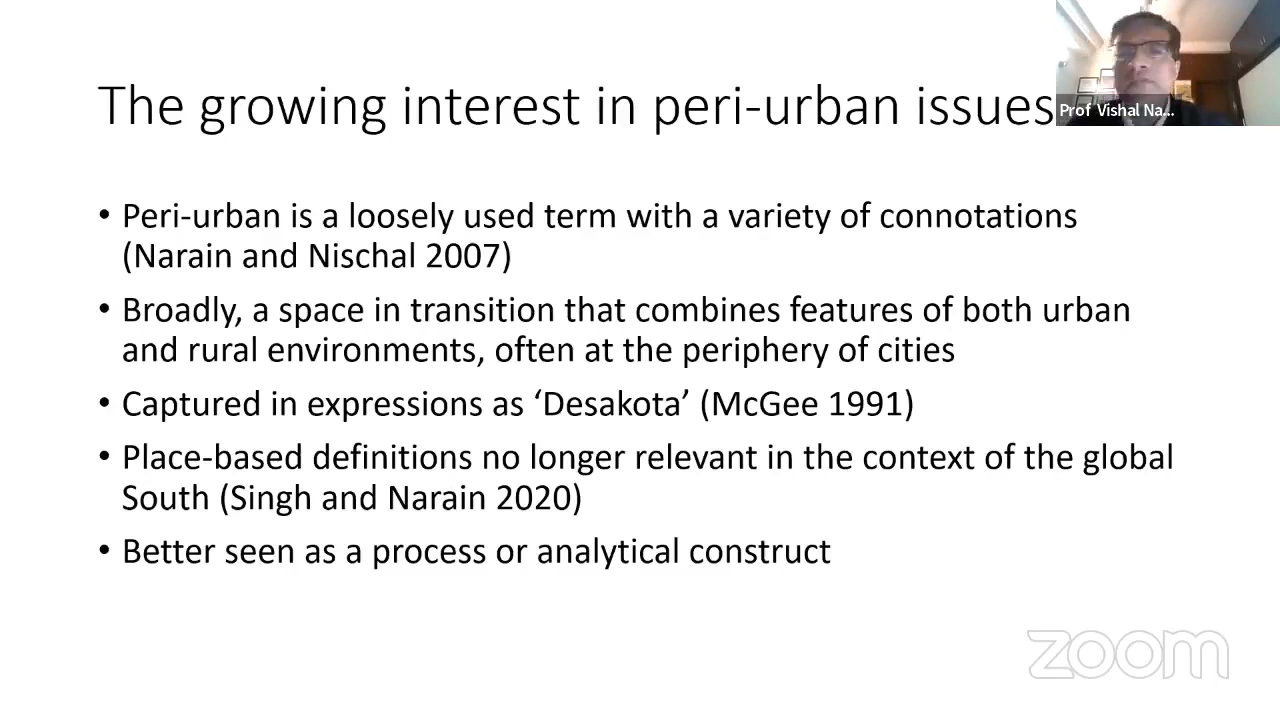 The growing interest in peri-urban issues
Prof Vishal Na...
• Peri-urban is a loosely used term with a variety of connotations
(Narain and Nischal 2007)
• Broadly, a space in transition that combines features of both urban
and rural environments, often at the periphery of cities
• Captured in expressions as ‘Desakota’ (McGee 1991)
• Place-based definitions no longer relevant in the context of the global
South (Singh and Narain 2020)
• Better seen as a process or analytical construct
zoom